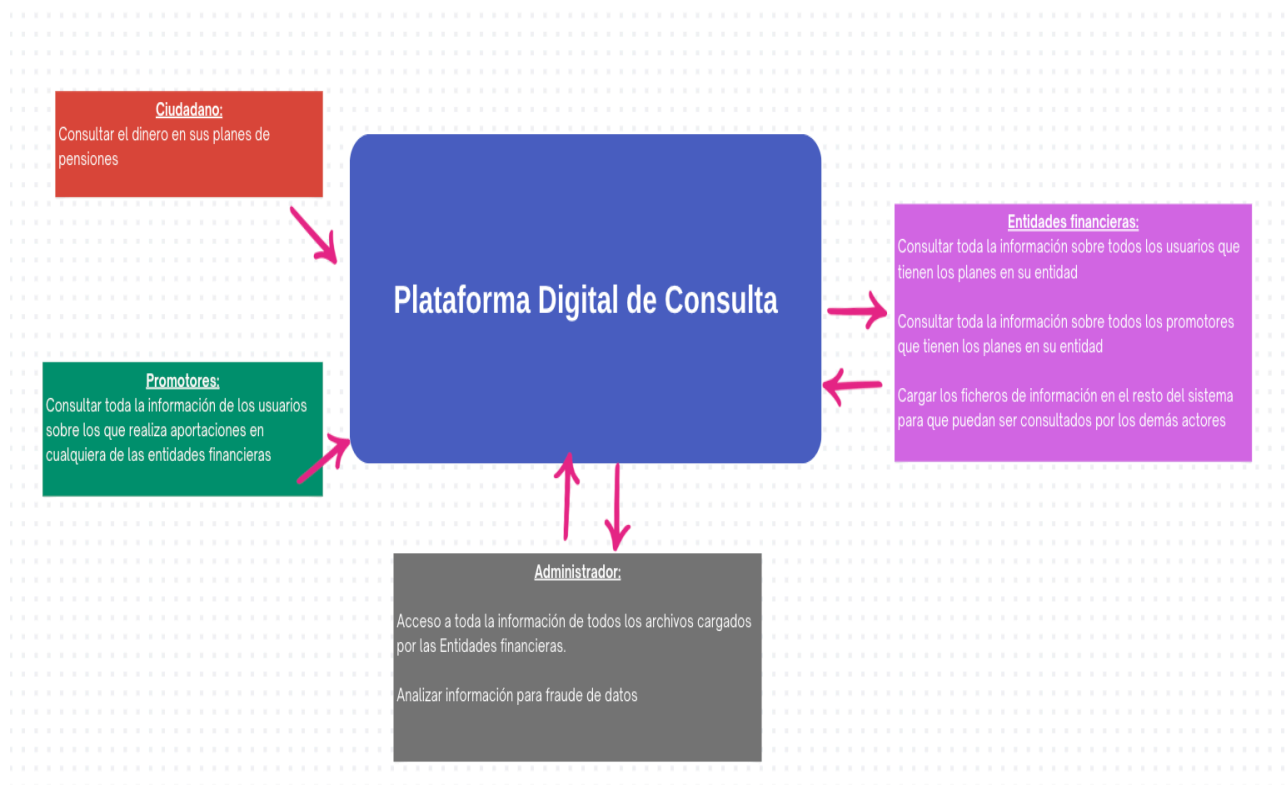 Ciudadano:
Consultar el dinero en sus planes de
pensiones
Plataforma Digital de Consulta
Entidades financieras:
Consultar toda la información sobre todos los usuarios que
tienen los planes en su entidad
Consultar toda la información sobre todos los promotores
que tienen los planes en su entidad
Cargar los ficheros de información en el resto del sistema
para que puedan ser consultados por los demás actores
Promotores:
Consultar toda la información de los usuarios
sobre los que realiza aportaciones en
cualquiera de las entidades financieras
Administrador:
Acceso a toda la información de todos los archivos cargados
por las Entidades financieras.
Analizar información para fraude de datos